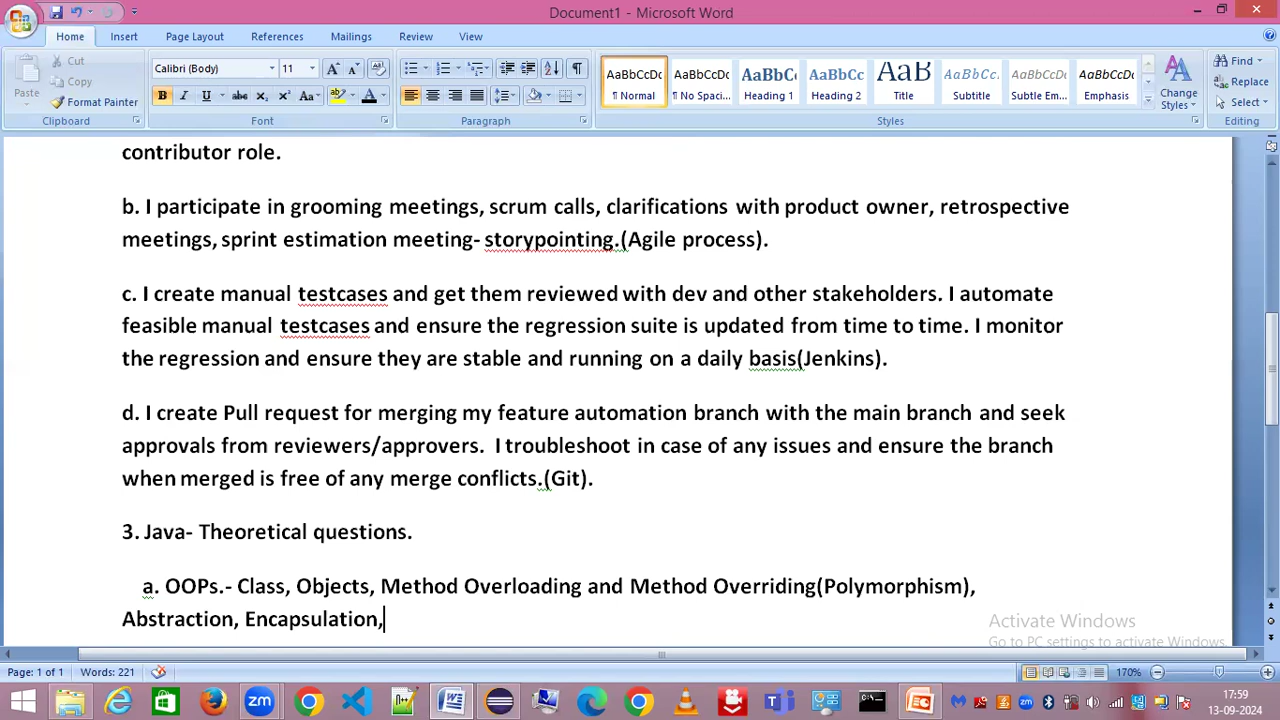 Document1 - Microsoft Word
Home Insert Page Layout References Mailings Review View
Cut
Copy
Paste
Format Painter
Clipboard
Calibri (Body) 11
B I U abc x₂ x² Aa
Font
Paragraph
AaBbCcDc AaBbCcDc AaBbCc AaBbCc AaB AaBbCc. AaBbCcDc AaBbCcDc
¶ Normal ¶ No Spaci... Heading 1 Heading 2 Title Subtitle Subtle Em... Emphasis
Change Styles
Styles
Find
Replace
Select
Editing
contributor role.
b. I participate in grooming meetings, scrum calls, clarifications with product owner, retrospective
meetings, sprint estimation meeting- storypointing.(Agile process).
c. I create manual testcases and get them reviewed with dev and other stakeholders. I automate
feasible manual testcases and ensure the regression suite is updated from time to time. I monitor
the regression and ensure they are stable and running on a daily basis(Jenkins).
d. I create Pull request for merging my feature automation branch with the main branch and seek
approvals from reviewers/approvers.  I troubleshoot in case of any issues and ensure the branch
when merged is free of any merge conflicts.(Git).
3. Java- Theoretical questions.
a. OOPs.- Class, Objects, Method Overloading and Method Overriding(Polymorphism),
Abstraction, Encapsulation,
Activate Windows
Go to PC settings to activate Windows.
Page: 1 of 1 Words: 221 170%
zm
17:59
13-09-2024